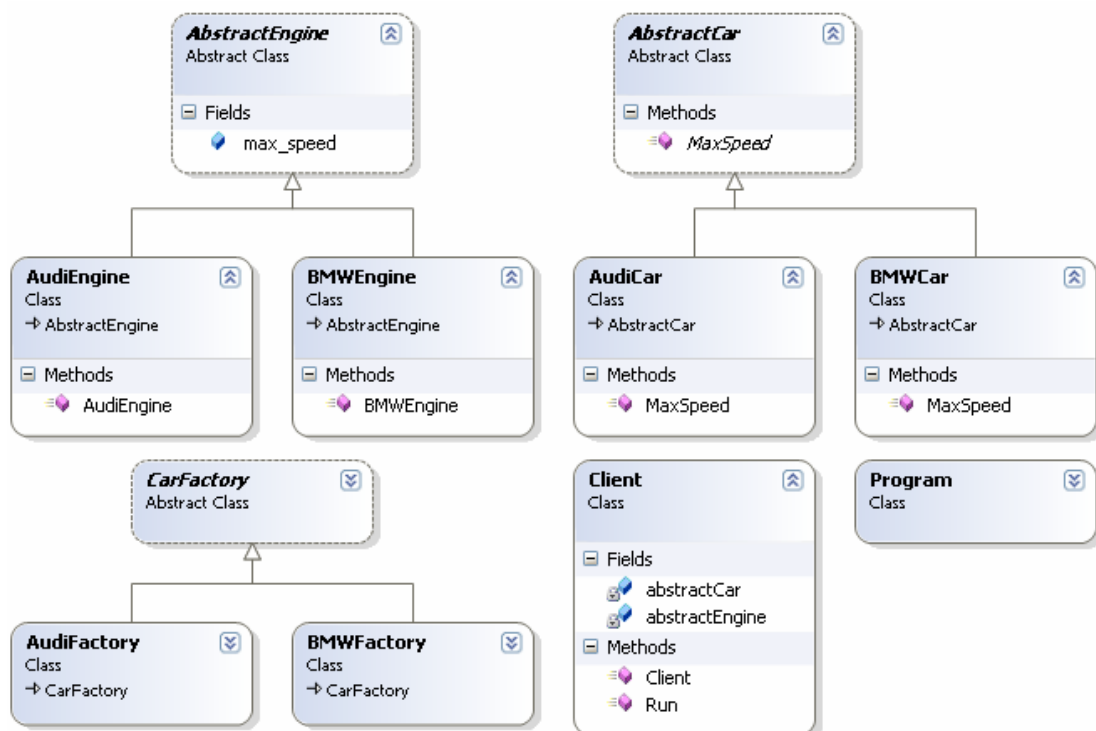 AbstractEngine
Abstract Class
Fields
max_speed
AbstractCar
Abstract Class
Methods
MaxSpeed
AudiEngine
Class
AbstractEngine
Methods
AudiEngine
BMWEngine
Class
AbstractEngine
Methods
BMWEngine
AudiCar
Class
AbstractCar
Methods
MaxSpeed
BMWCar
Class
AbstractCar
Methods
MaxSpeed
CarFactory
Abstract Class
Client
Class
Fields
abstractCar
abstractEngine
Methods
Client
Run
Program
Class
AudiFactory
Class
CarFactory
BMWFactory
Class
CarFactory